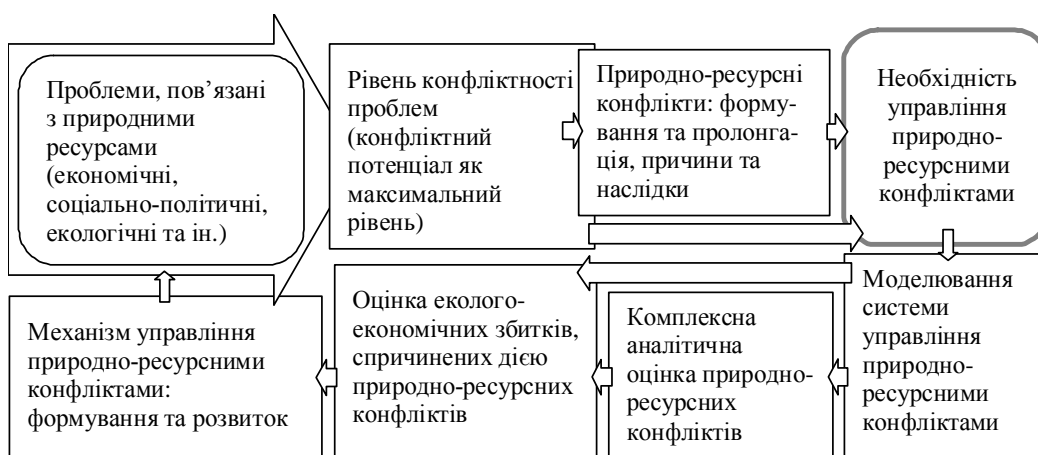 Проблеми, пов’язані
з природними
ресурсами
(економічні,
соціально-політичні,
екологічні та ін.)
Рівень конфліктності
проблем
(конфліктний
потенціал як
максимальний
рівень)
Природно-ресурсні
конфлікти: форму-
вання та пролонга-
ція, причини та
наслідки
Необхідність
управління
природно-
ресурсними
конфліктами
Моделювання
системи
управління
природно-
ресурсними
конфліктами
Комплексна
аналітична
оцінка природно-
ресурсних
конфліктів
Оцінка еколого-
економічних збитків,
спричинених дією
природно-ресурсних
конфліктів
Механізм управління
природно-ресурсними
конфліктами:
формування та розвиток